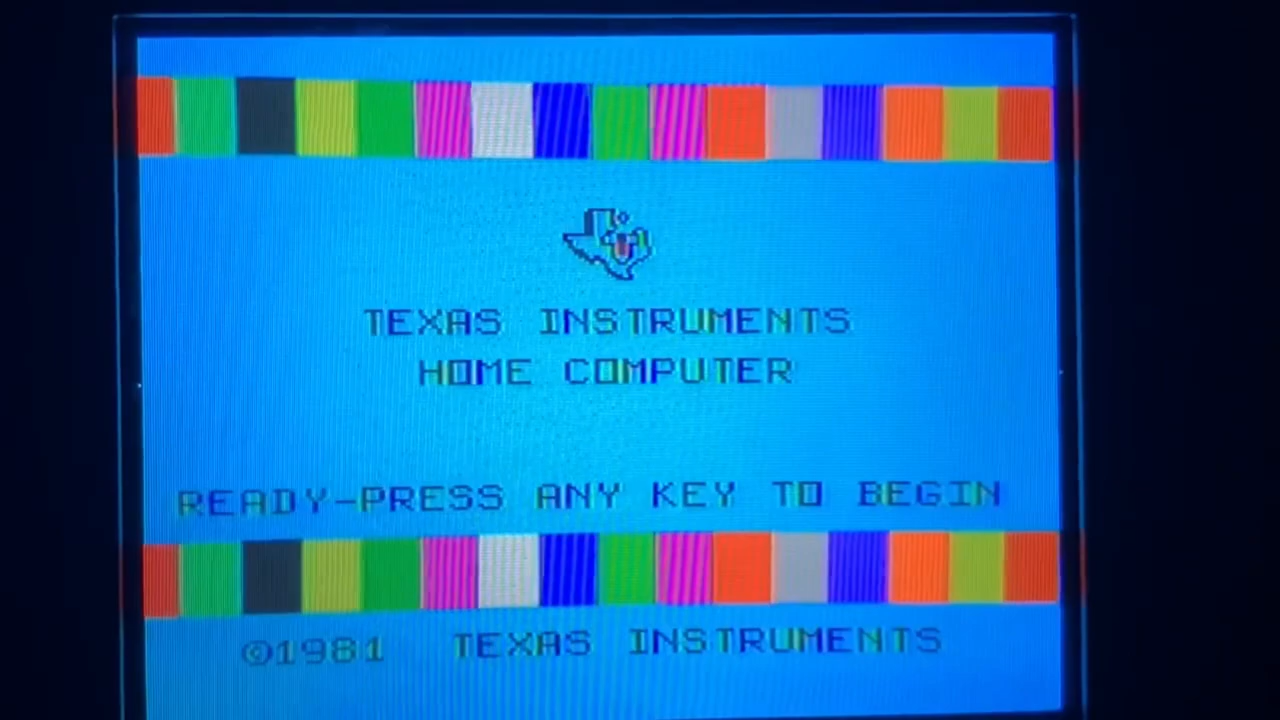 TEXAS INSTRUMENTS
HOME COMPUTER
READY-PRESS ANY KEY TO BEGIN
©1981 TEXAS INSTRUMENTS